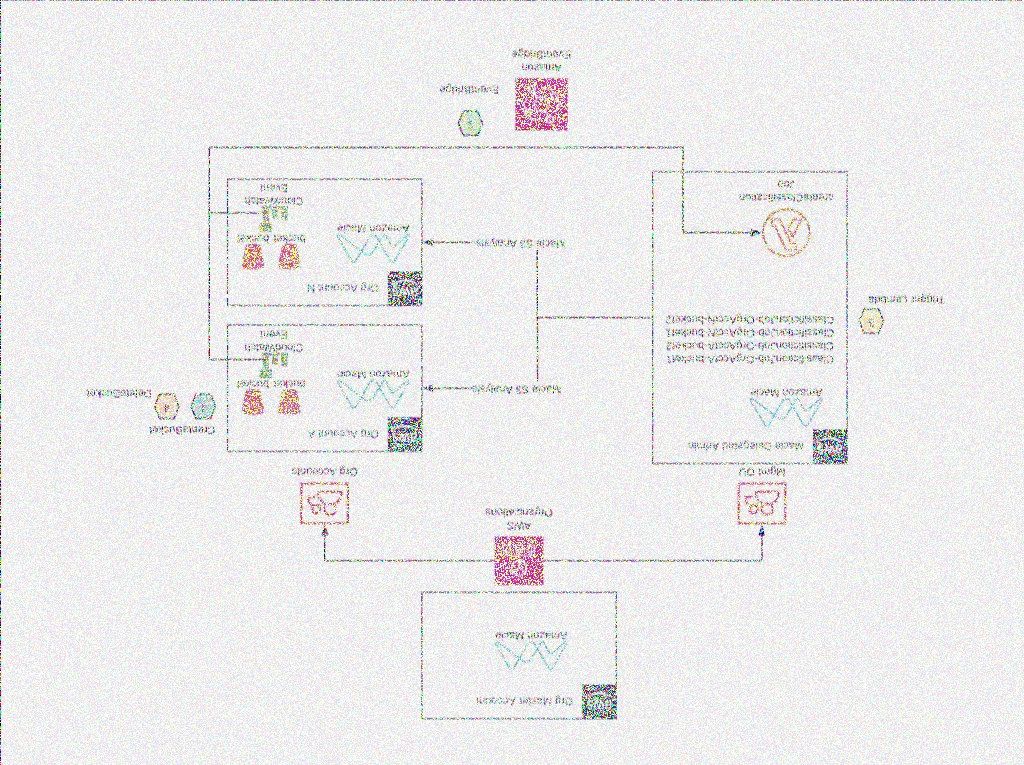 Org Master Account
Amazon Macie
AWS
Organizations
Mgmt OU
Org Accounts
Macie Delegated Admin
Amazon Macie
ClassificationJob-OrgAcctA-bucket1
ClassificationJob-OrgAcctA-bucket2
ClassificationJob-OrgAcctN-bucket1
ClassificationJob-OrgAcctN-bucket2
Trigger Lambda
createClassification
Job
Macie S3 Analysis
Macie S3 Analysis
CreateBucket
DeleteBucket
Org Account A
Amazon Macie
bucket bucket
CloudWatch
Event
Org Account N
Amazon Macie
bucket bucket
CloudWatch
Event
EventBridge
Amazon
EventBridge